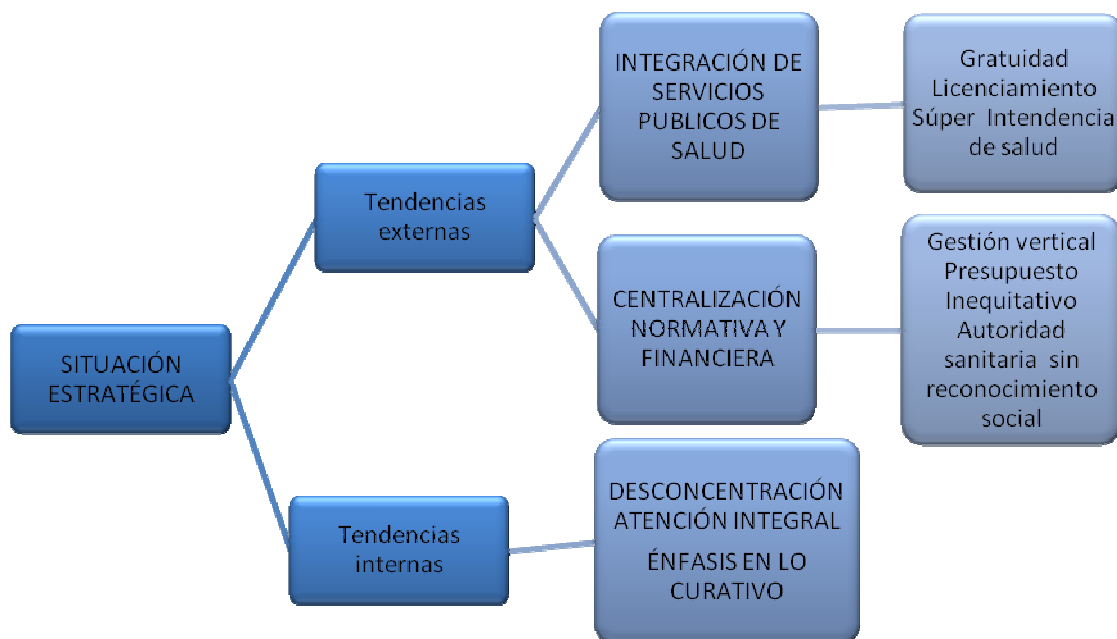 SITUACIÓN
ESTRATÉGICA
Tendencias
externas
INTEGRACIÓN DE
SERVICIOS
PUBLICOS DE
SALUD
Gratuidad
Licenciamiento
Súper Intendencia
de salud
CENTRALIZACIÓN
NORMATIVA Y
FINANCIERA
Gestión vertical
Presupuesto
Inequitativo
Autoridad
sanitaria sin
reconocimiento
social
Tendencias
internas
DESCONCENTRACIÓN
ATENCIÓN INTEGRAL
ÉNFASIS EN LO
CURATIVO